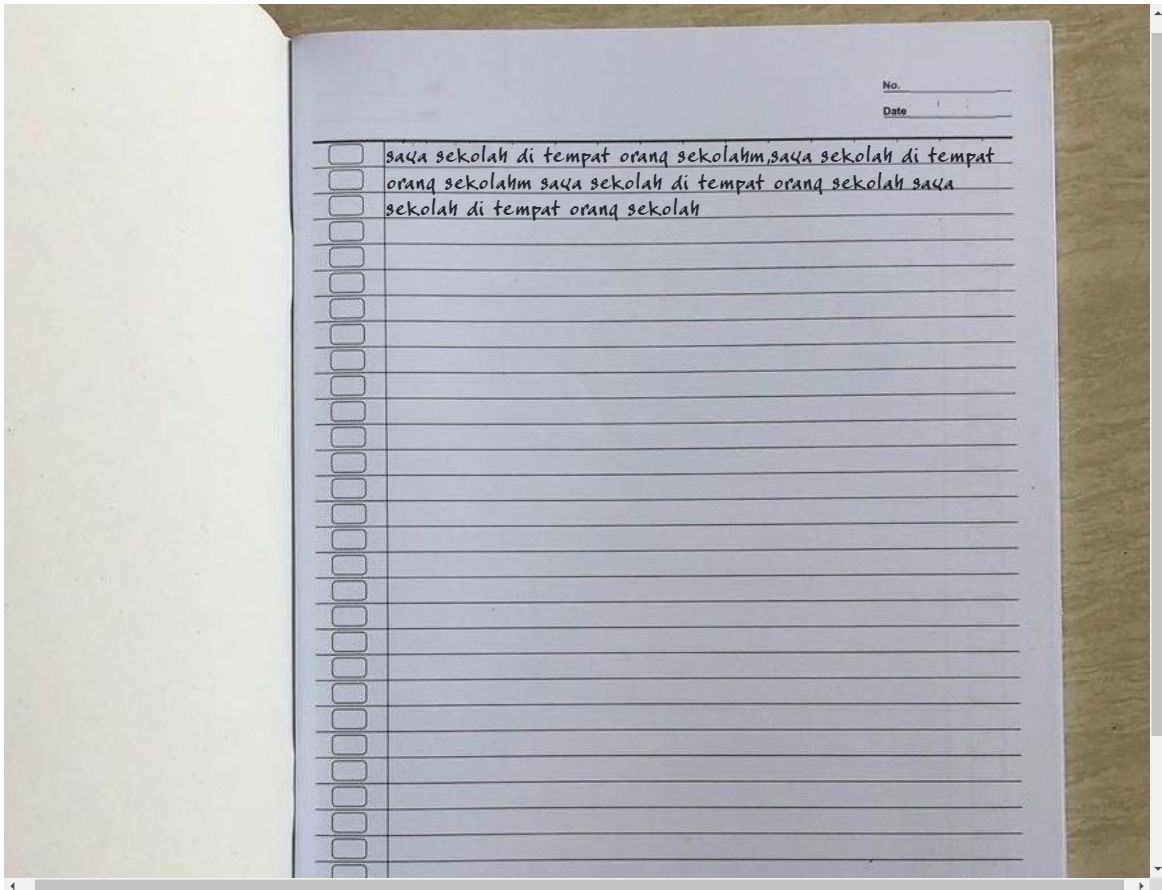 No.
Date
saya sekolah di tempat orang sekolahm,saya sekolah di tempat
orang sekolahm saya sekolah di tempat orang sekolah saya
sekolah di tempat orang sekolah